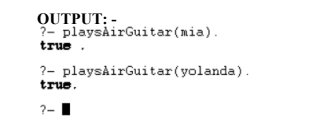 OUTPUT: -
?- playsAirGuitar(mia).
true .
?- playsAirGuitar(yolanda).
true.
?-